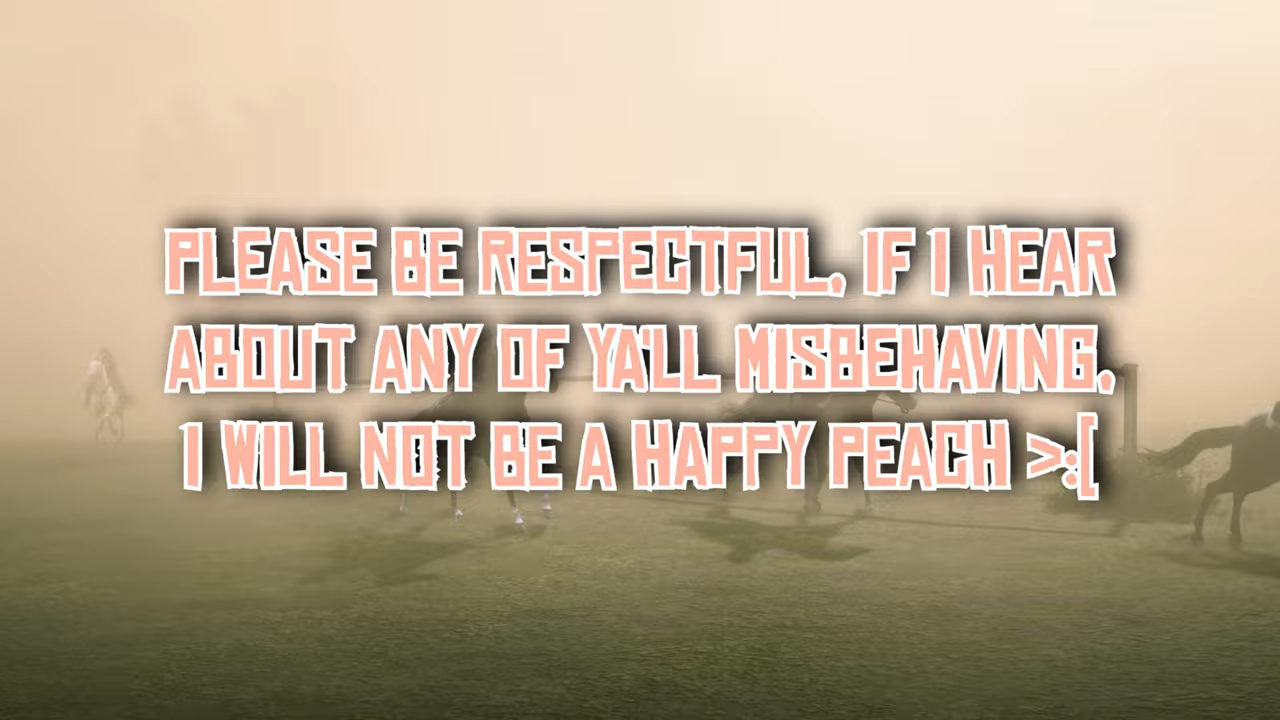 PLEASE BE RESPECTFUL, IF I HEAR
ABOUT ANY OF YA'LL MISBEHAVING,
I WILL NOT BE A HAPPY PEACH >:[